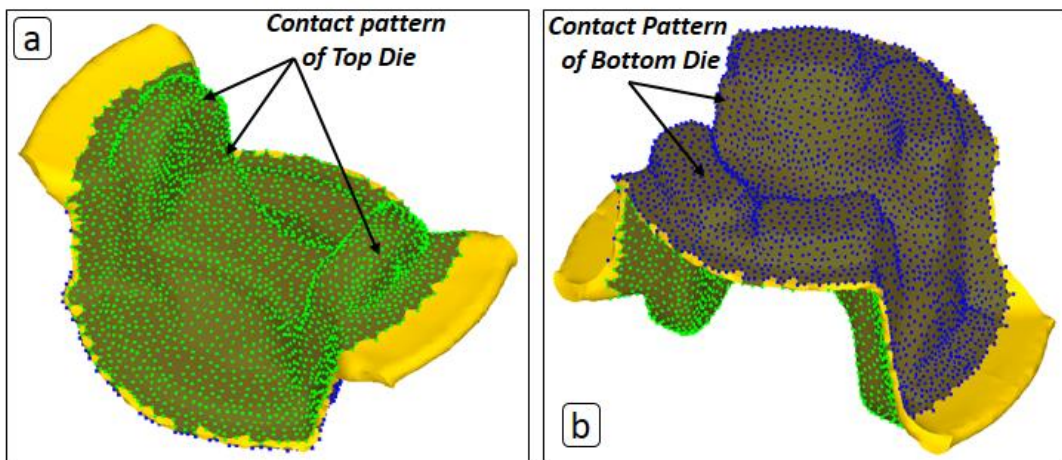 a
Contact pattern
of Top Die
Contact Pattern
of Bottom Die
b